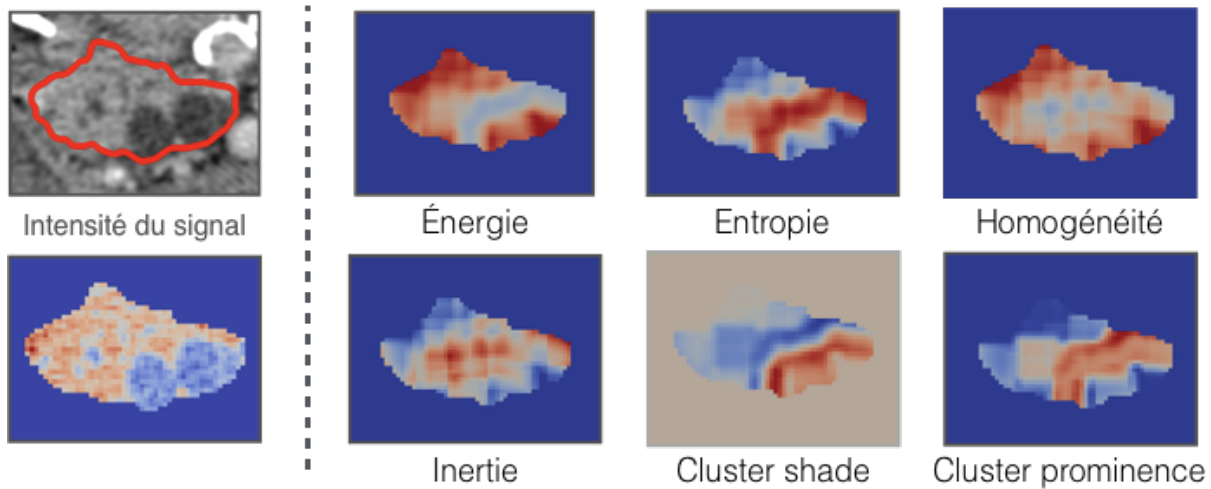 Intensité du signal
Énergie
Entropie
Homogénéité
Inertie
Cluster shade
Cluster prominence